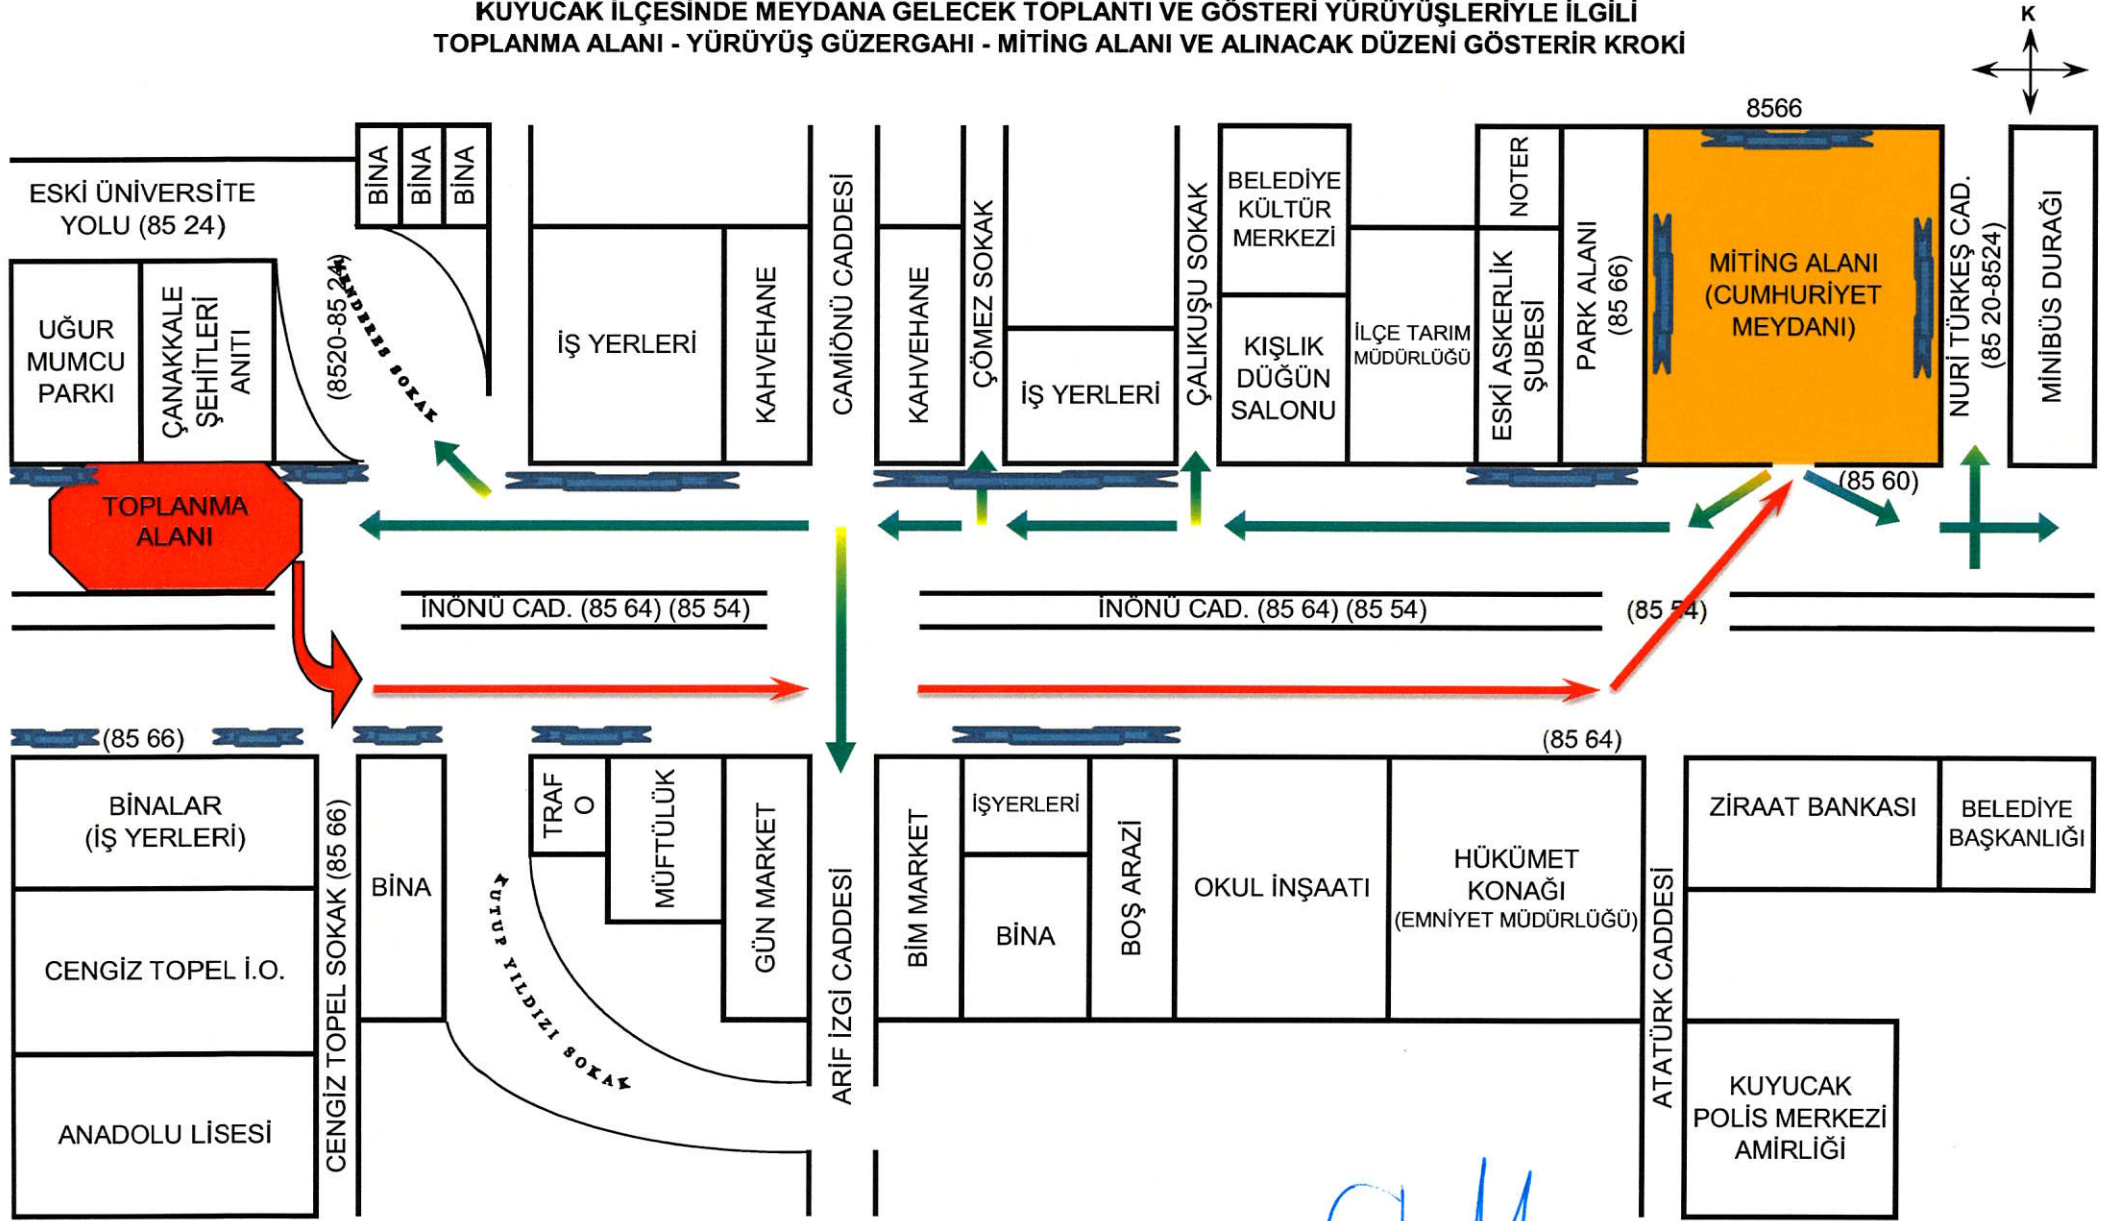 KUYUCAK İLÇESİNDE MEYDANA GELECEK TOPLANTI VE GÖSTERİ YÜRÜYÜŞLERİYLE İLGİLİ
TOPLANMA ALANI - YÜRÜYÜŞ GÜZERGAHI - MİTİNG ALANI VE ALINACAK DÜZENİ GÖSTERİR KROKİ
K
8566
ESKİ ÜNİVERSİTE
YOLU (85 24)
BİNA
BİNA
BİNA
UĞUR
MUMCU
PARKI
ÇANAKKALE
ŞEHİTLERİ
ANITI
(8520-85 24)
MENDERES SOKAK
İŞ YERLERİ
KAHVEHANE
CAMİÖNÜ CADDESİ
KAHVEHANE
ÇÖMEZ SOKAK
İŞ YERLERİ
ÇALIKUŞU SOKAK
BELEDİYE
KÜLTÜR
MERKEZİ
KIŞLIK
DÜĞÜN
SALONU
İLÇE TARIM
MÜDÜRLÜĞÜ
NOTER
ESKİ ASKERLİK
ŞUBESİ
PARK ALANI
(85 66)
MİTİNG ALANI
(CUMHURİYET
MEYDANI)
NURİ TÜRKEŞ CAD.
(85 20-8524)
MİNİBÜS DURAĞI
TOPLANMA
ALANI
(85 60)
İNÖNÜ CAD. (85 64) (85 54)
İNÖNÜ CAD. (85 64) (85 54)
(85 54)
(85 66)
(85 64)
BİNALAR
(İŞ YERLERİ)
CENGİZ TOPEL İ.O.
ANADOLU LİSESİ
CENGİZ TOPEL SOKAK (85 66)
BİNA
KUTUP YILDIZI SOKAK
TRAF
O
MÜFTÜLÜK
GÜN MARKET
ARİF İZGİ CADDESİ
BİM MARKET
İŞYERLERİ
BİNA
BOŞ ARAZİ
OKUL İNŞAATI
HÜKÜMET
KONAĞI
(EMNİYET MÜDÜRLÜĞÜ)
ATATÜRK CADDESİ
ZİRAAT BANKASI
BELEDİYE
BAŞKANLIĞI
KUYUCAK
POLİS MERKEZİ
AMİRLİĞİ